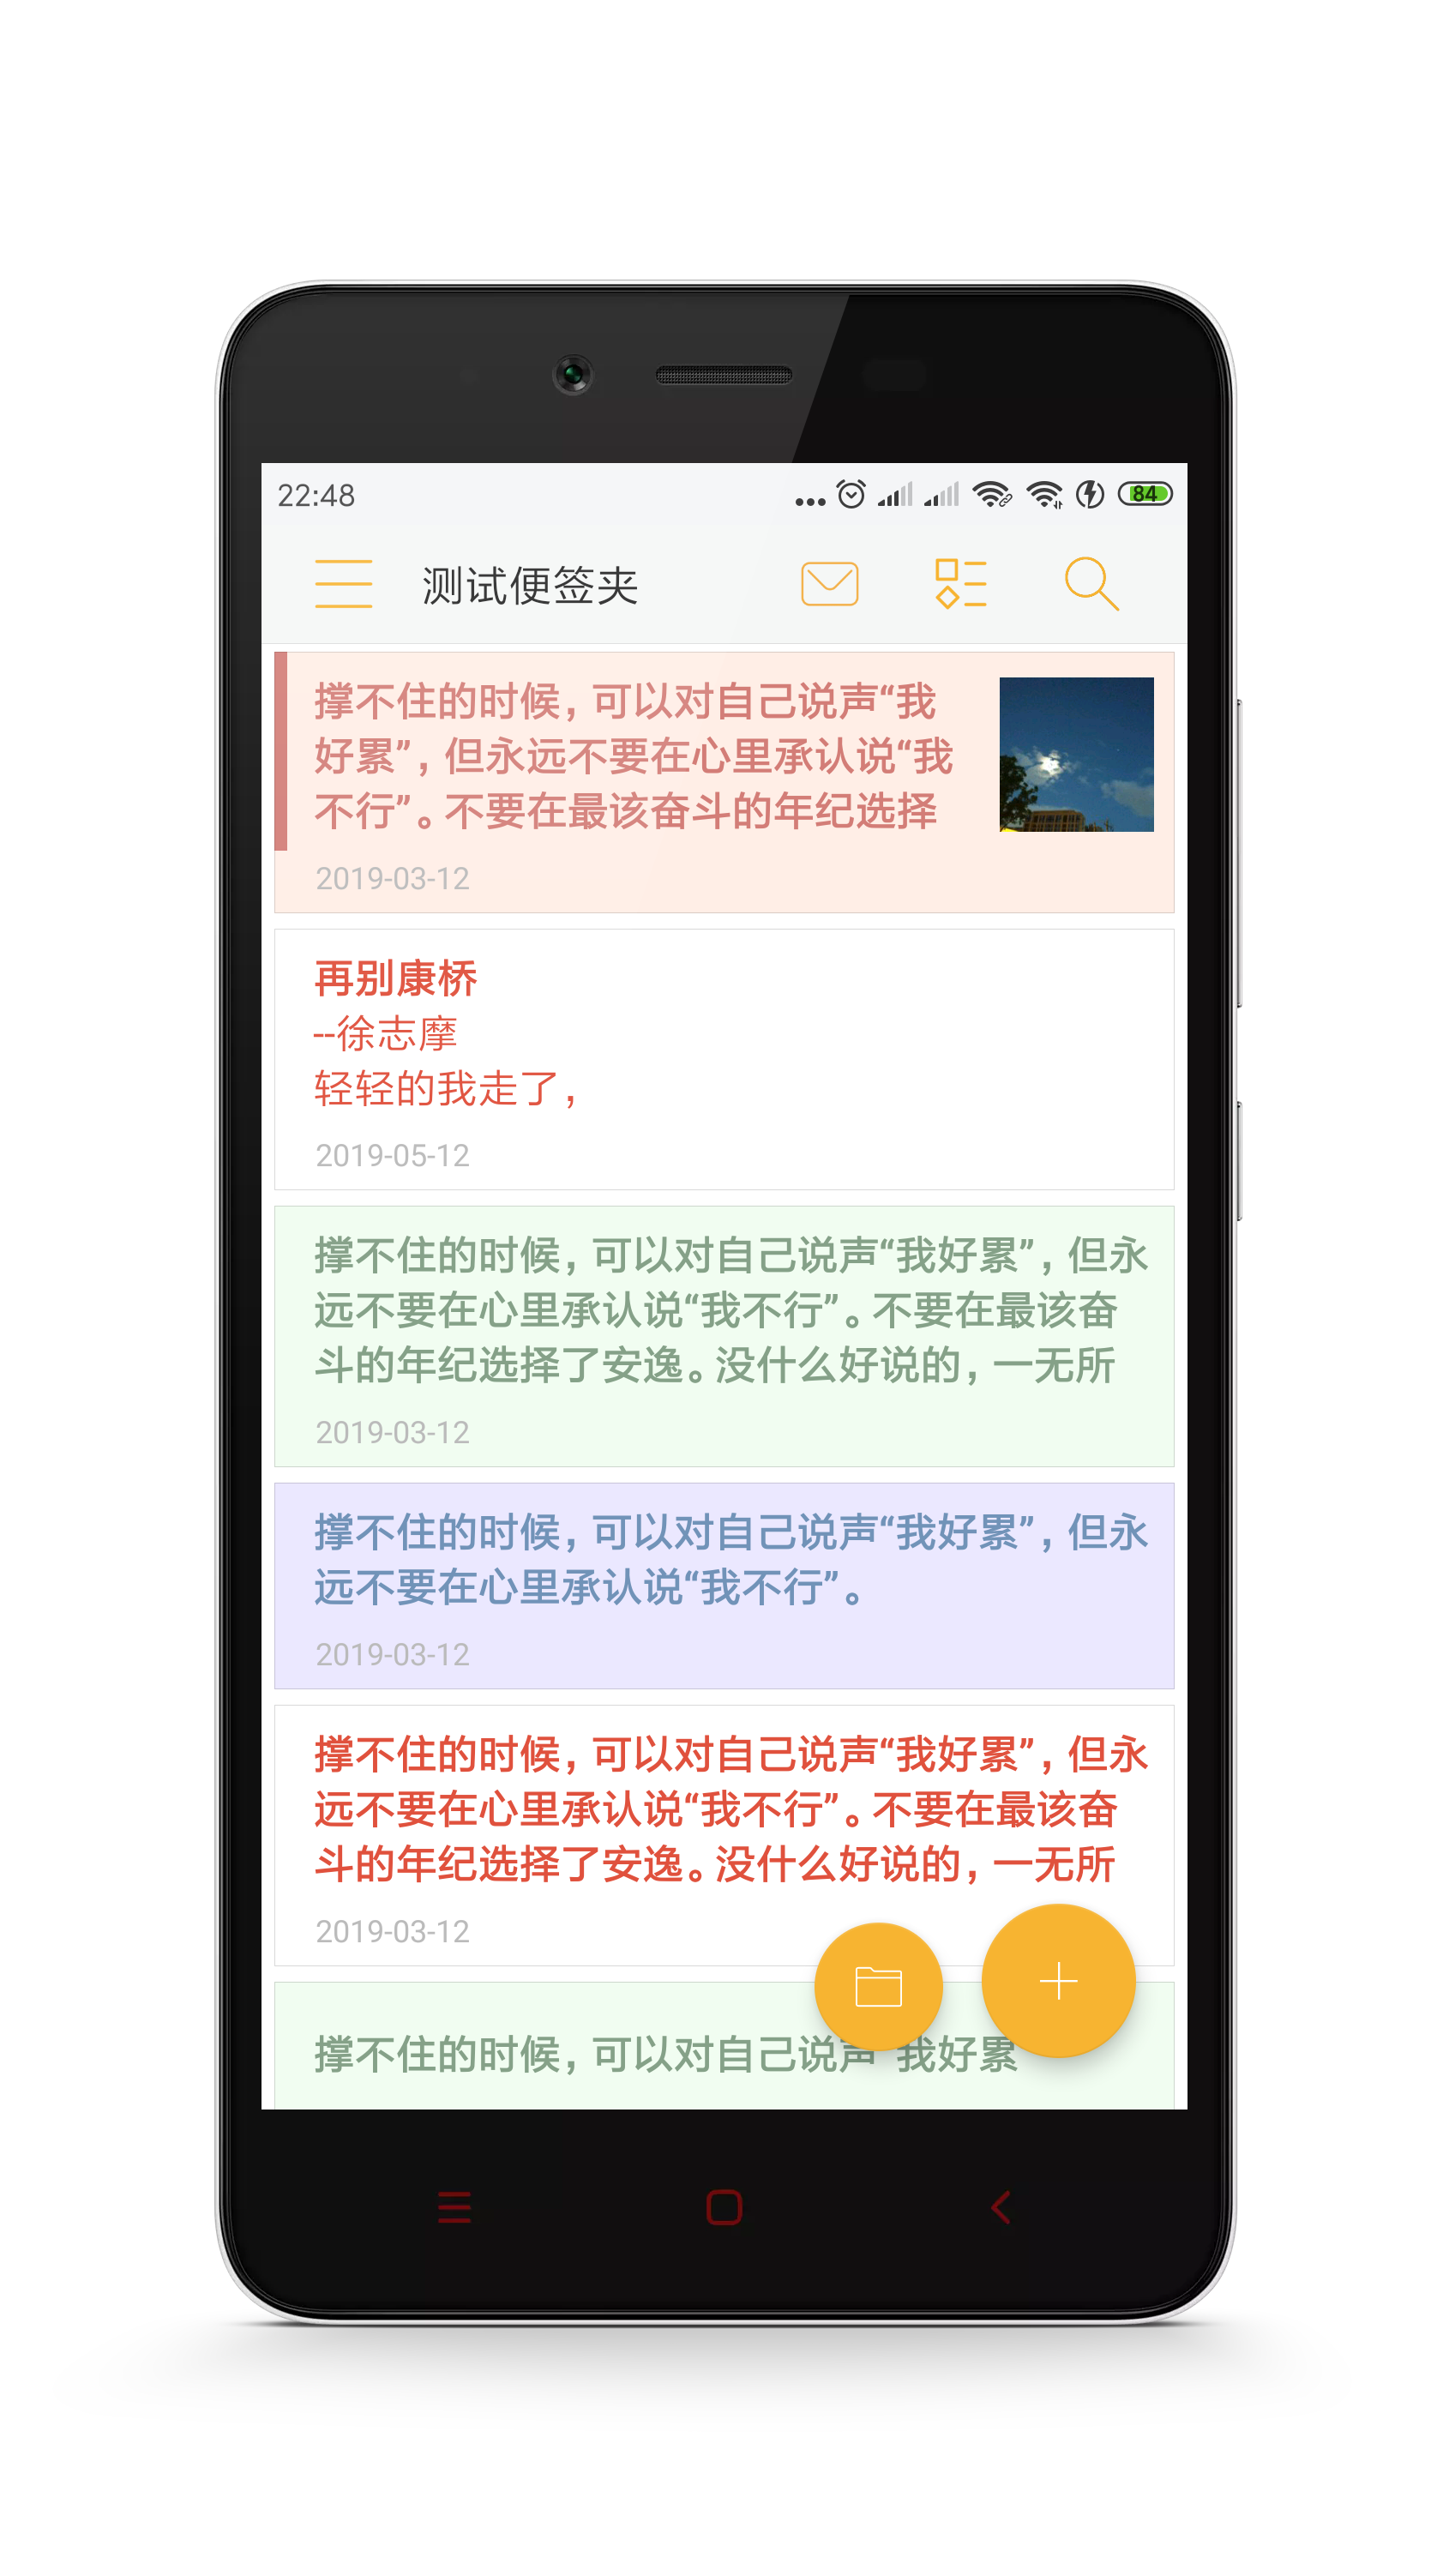 22:48
84
测试便签夹
撑不住的时候，可以对自己说声“我
好累”，但永远不要在心里承认说“我
不行”。不要在最该奋斗的年纪选择
2019-03-12
再别康桥
--徐志摩
轻轻的我走了，
2019-05-12
撑不住的时候，可以对自己说声“我好累”，但永
远不要在心里承认说“我不行”。不要在最该奋
斗的年纪选择了安逸。没什么好说的，一无所
2019-03-12
撑不住的时候，可以对自己说声“我好累”，但永
远不要在心里承认说“我不行”。
2019-03-12
撑不住的时候，可以对自己说声“我好累”，但永
远不要在心里承认说“我不行”。不要在最该奋
斗的年纪选择了安逸。没什么好说的，一无所
2019-03-12
撑不住的时候，可以对自己说声 我好累